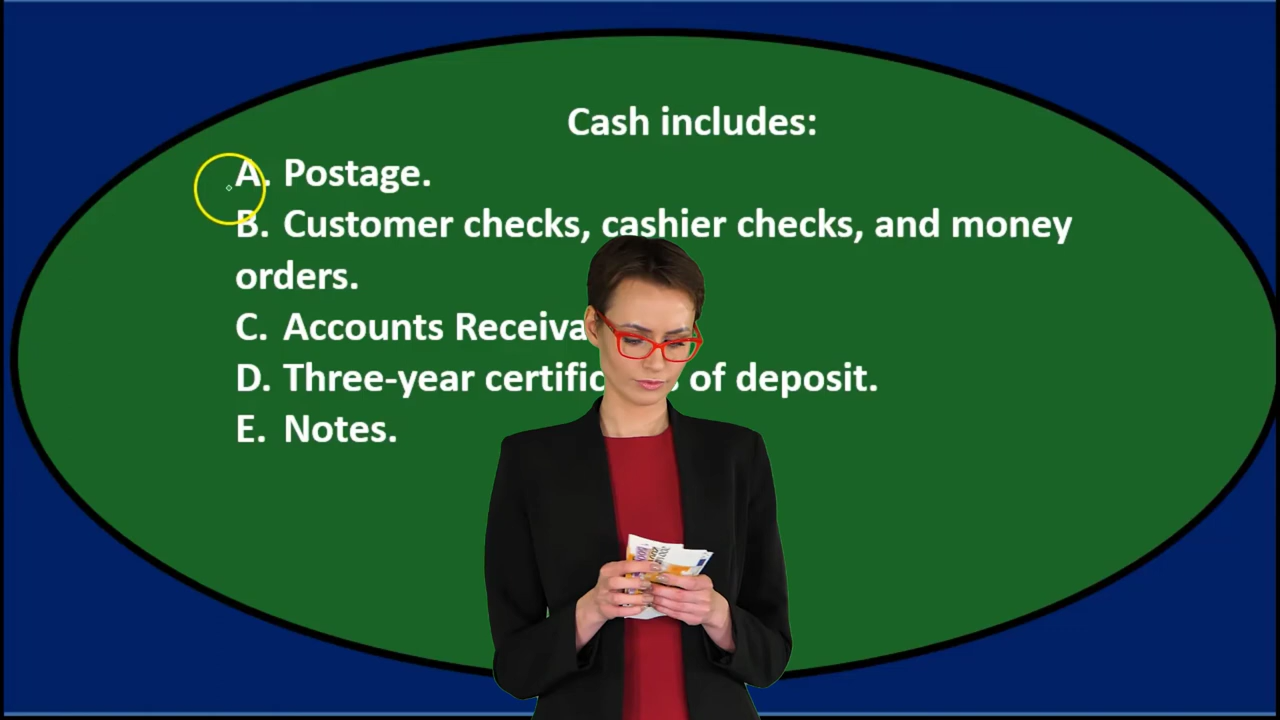 Cash includes:
A. Postage.
B. Customer checks, cashier checks, and money
orders.
C. Accounts
D. Three-year of deposit.
E. Notes.